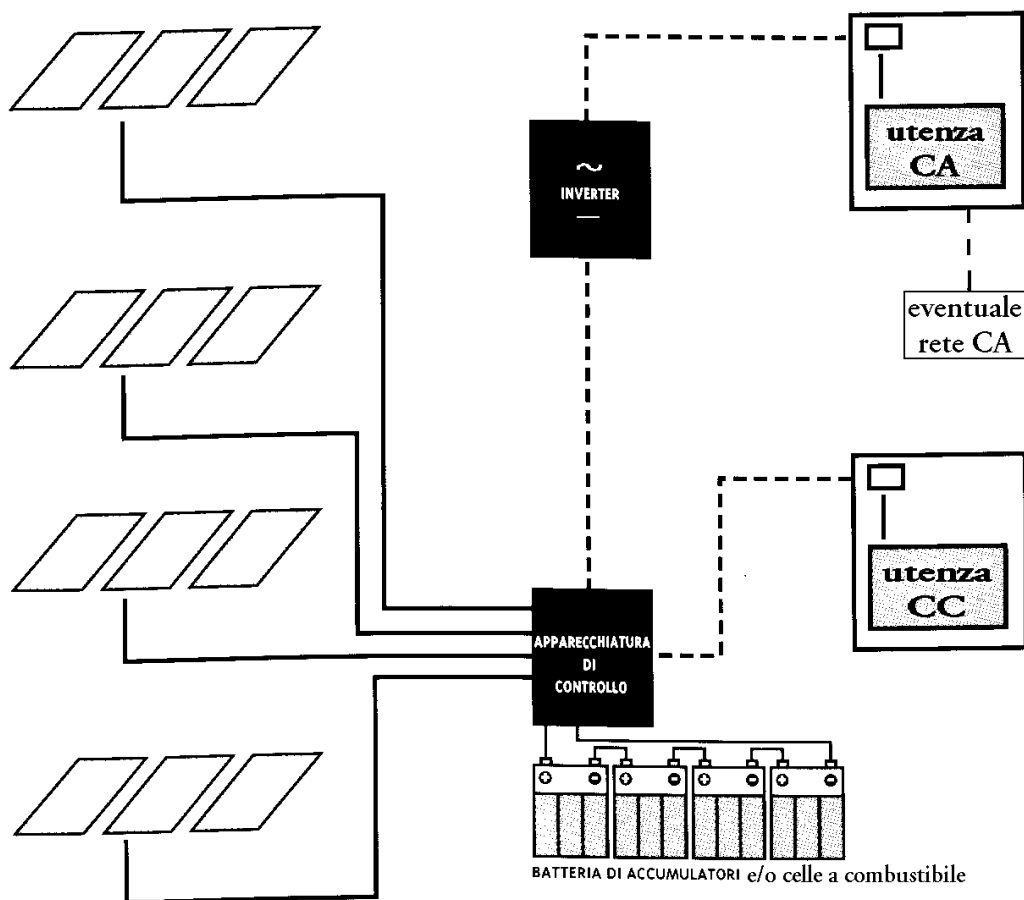 ∼
INVERTER
—
utenza
CA
eventuale
rete CA
utenza
CC
APPARECCHIATURA
DI
CONTROLLO
+ - + - + - + -
BATTERIA DI ACCUMULATORI e/o celle a combustibile